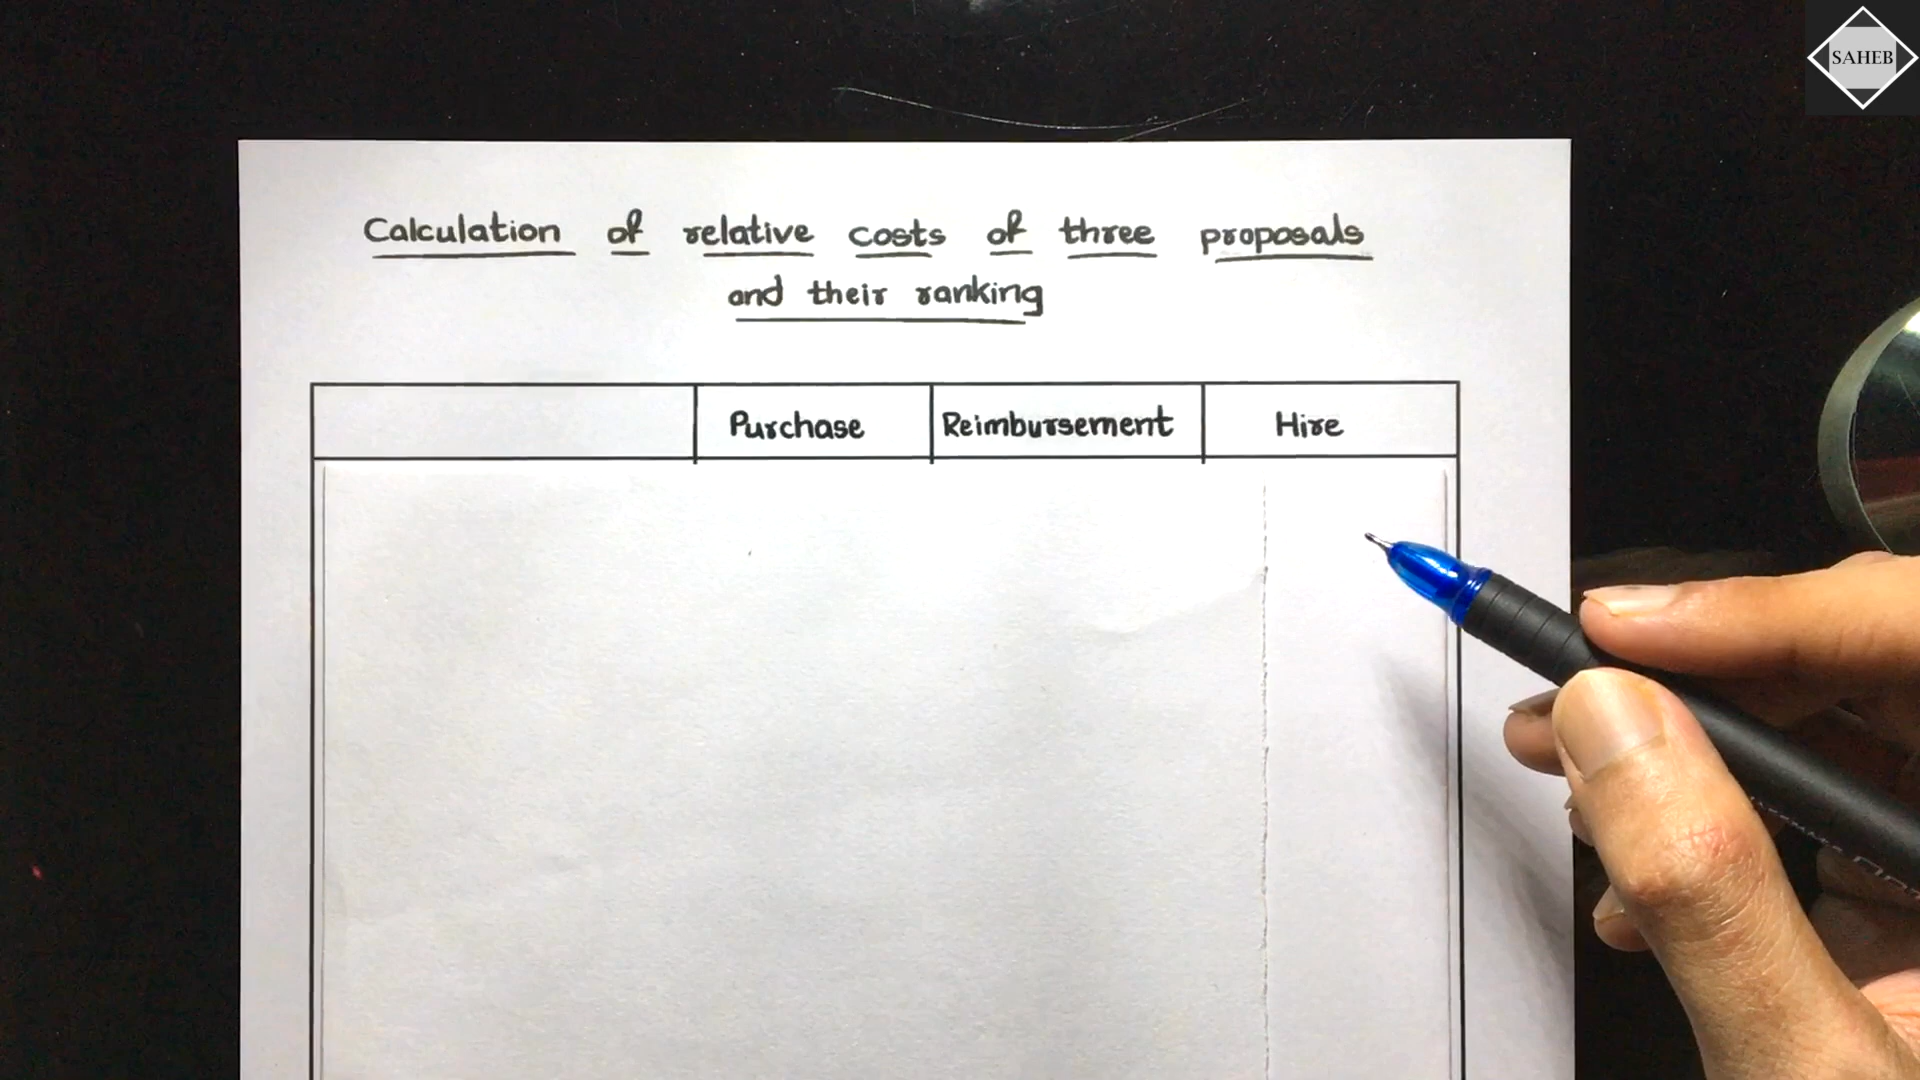 SAHEB
Calculation of relative costs of three proposals
and their ranking
Purchase Reimbursement Hire